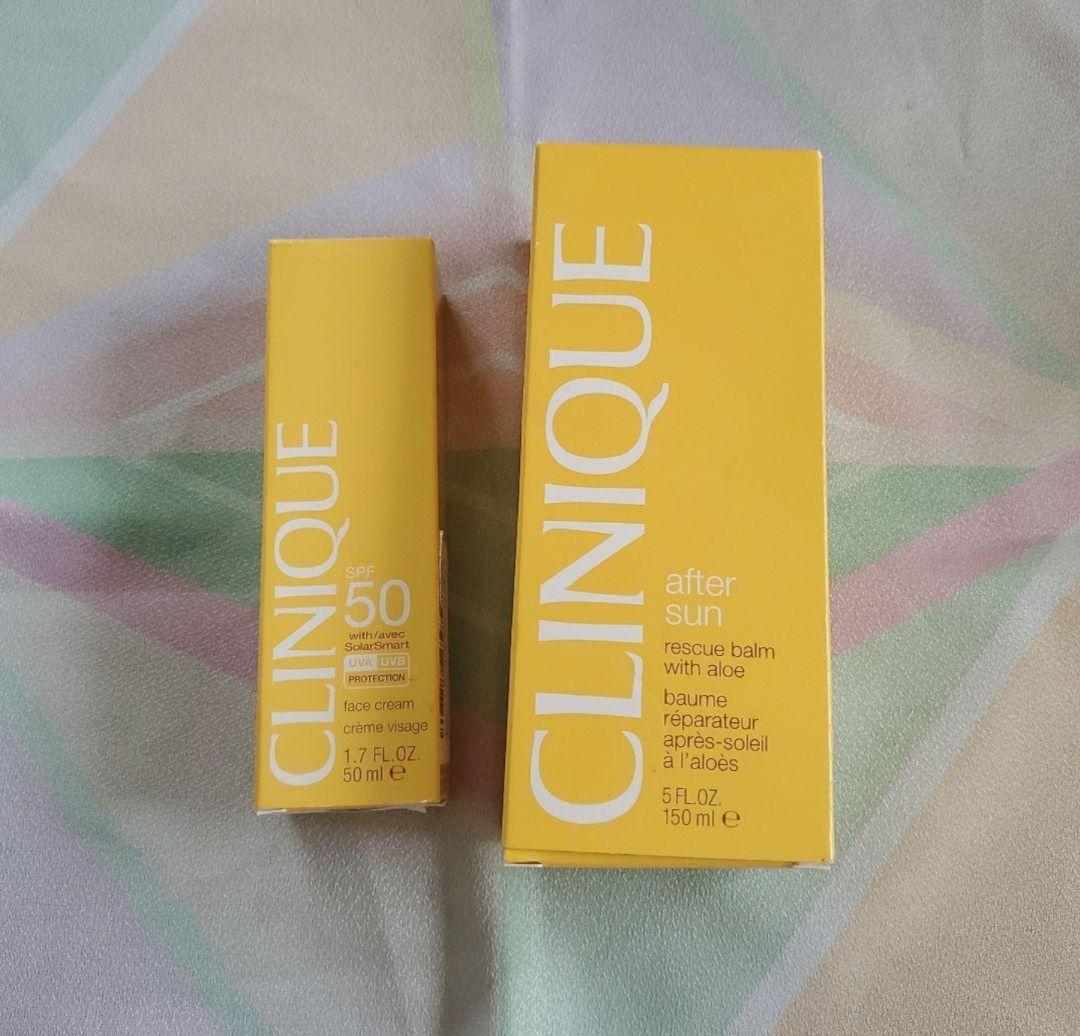 CLINIQUE
SPF
50
with/avec
SolarSmart
UVA UVB
PROTECTION
face cream
crème visage
1.7 FL.OZ.
50 ml ℮
CLINIQUE
after
sun
rescue balm
with aloe
baume
réparateur
après-soleil
à l'aloès
5 FL.OZ.
150 ml ℮